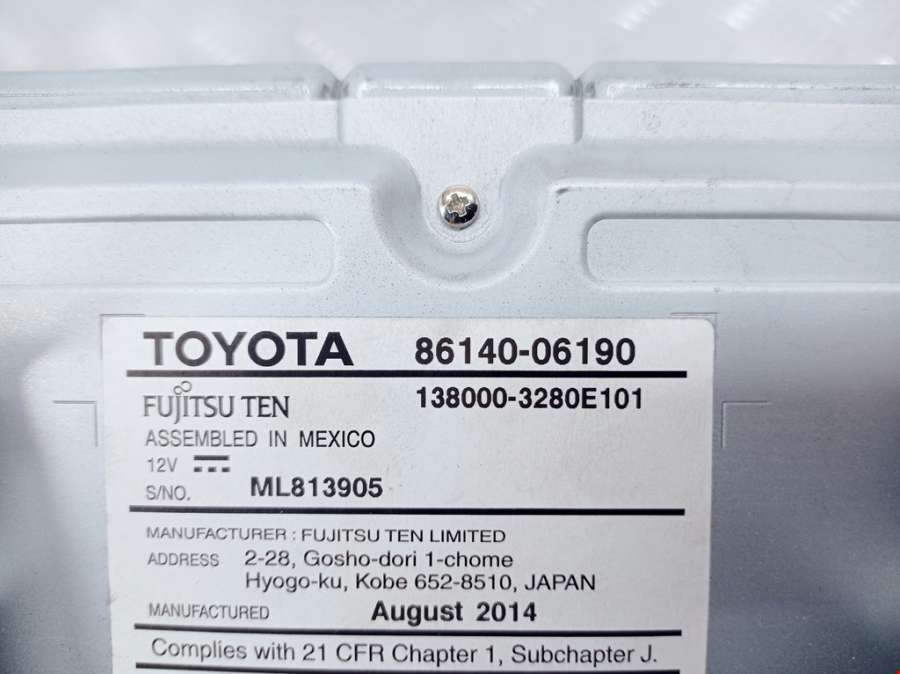 TOYOTA 86140-06190
FUJITSU TEN 138000-3280E101
ASSEMBLED IN MEXICO
12V
S/NO. ML813905
MANUFACTURER : FUJITSU TEN LIMITED
ADDRESS 2-28, Gosho-dori 1-chome
Hyogo-ku, Kobe 652-8510, JAPAN
MANUFACTURED August 2014
Complies with 21 CFR Chapter 1, Subchapter J.